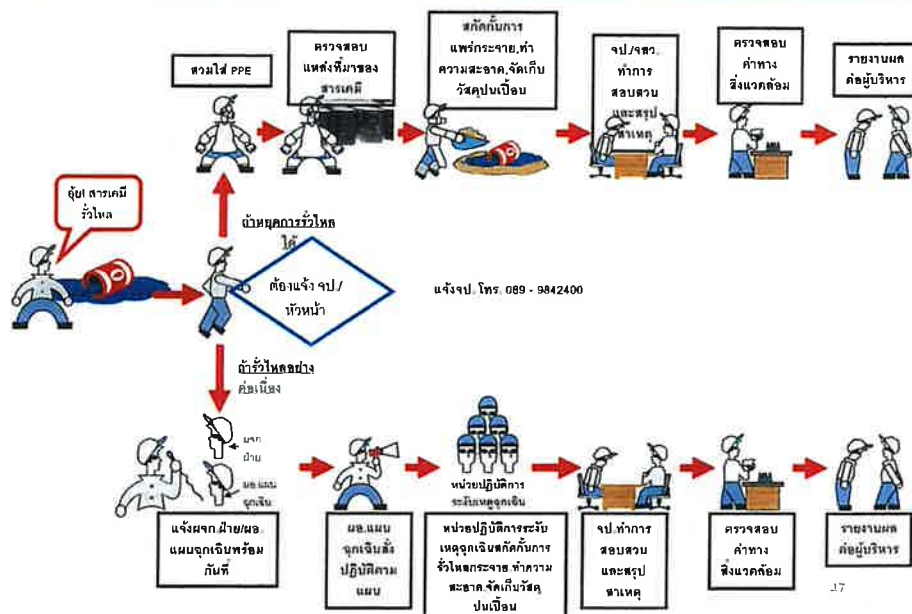 สวมใส่ PPE
ตรวจสอบ
แหล่งที่มาของ
สารเคมี
สกัดกั้นการ
แพร่กระจาย,ทำ
ความสะอาด,จัดเก็บ
วัสดุปนเปื้อน
จป./จสว.
ทำการ
สอบสวน
และสรุป
สาเหตุ
ตรวจสอบ
ค่าทาง
สิ่งแวดล้อม
รายงานผล
ต่อผู้บริหาร
อุ้ย! สารเคมี
รั่วไหล
ถ้าหยุดการรั่วไหล
ได้
ต้องแจ้ง จป./
หัวหน้า
แจ้งจป. โทร. 089 - 9842400
ถ้ารั่วไหลอย่าง
ต่อเนื่อง
ผจก
ฝ่าย
ผอ.แผน
ฉุกเฉิน
หน่วยปฏิบัติการ
ระงับเหตุฉุกเฉิน
แจ้งผจก.ฝ่าย/ผอ.
แผนฉุกเฉินพร้อม
กันที่
ผอ.แผน
ฉุกเฉินสั่ง
ปฏิบัติตาม
แผน
หน่วยปฏิบัติการระงับ
เหตุฉุกเฉินสกัดกั้นการ
รั่วไหลกระจาย,ทำความ
สะอาด,จัดเก็บวัสดุ
ปนเปื้อน
จป.ทำการ
สอบสวน
และสรุป
สาเหตุ
ตรวจสอบ
ค่าทาง
สิ่งแวดล้อม
รายงานผล
ต่อผู้บริหาร